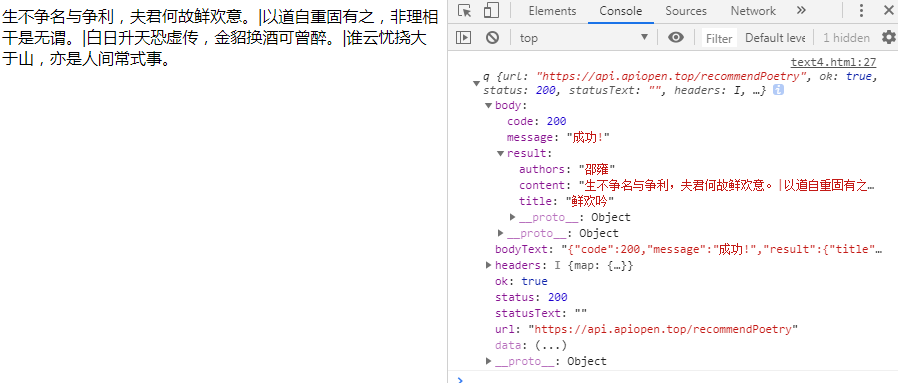 生不争名与争利，夫君何故鲜欢意。|以道自重固有之，非理相
干是无谓。|白日升天恐虚传，金貂换酒可曾醉。|谁云忧挠大
于山，亦是人间常式事。
Elements Console Sources Network »
top Filter Default leve 1 hidden
text4.html:27
q {url: "https://api.apiopen.top/recommendPoetry", ok: true,
status: 200, statusText: "", headers: I, …} i
body:
code: 200
message: "成功!"
result:
authors: "邵雍"
content: "生不争名与争利，夫君何故鲜欢意。|以道自重固有之…
title: "鲜欢吟"
__proto__: Object
__proto__: Object
bodyText: "{"code":200,"message":"成功!","result":{"title"…
headers: I {map: {…}}
ok: true
status: 200
statusText: ""
url: "https://api.apiopen.top/recommendPoetry"
data: (...)
__proto__: Object